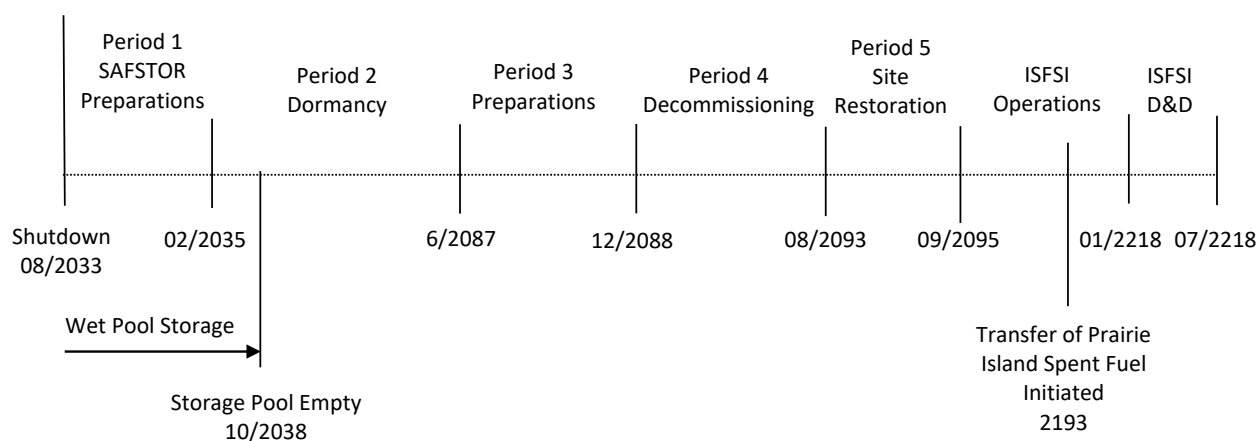 Period 1
SAFSTOR
Preparations
Period 2
Dormancy
Period 3
Preparations
Period 4
Decommissioning
Period 5
Site
Restoration
ISFSI
Operations
ISFSI
D&D
Shutdown
08/2033
02/2035
6/2087
12/2088
08/2093
09/2095
01/2218
07/2218
Wet Pool Storage
Storage Pool Empty
10/2038
Transfer of Prairie
Island Spent Fuel
Initiated
2193